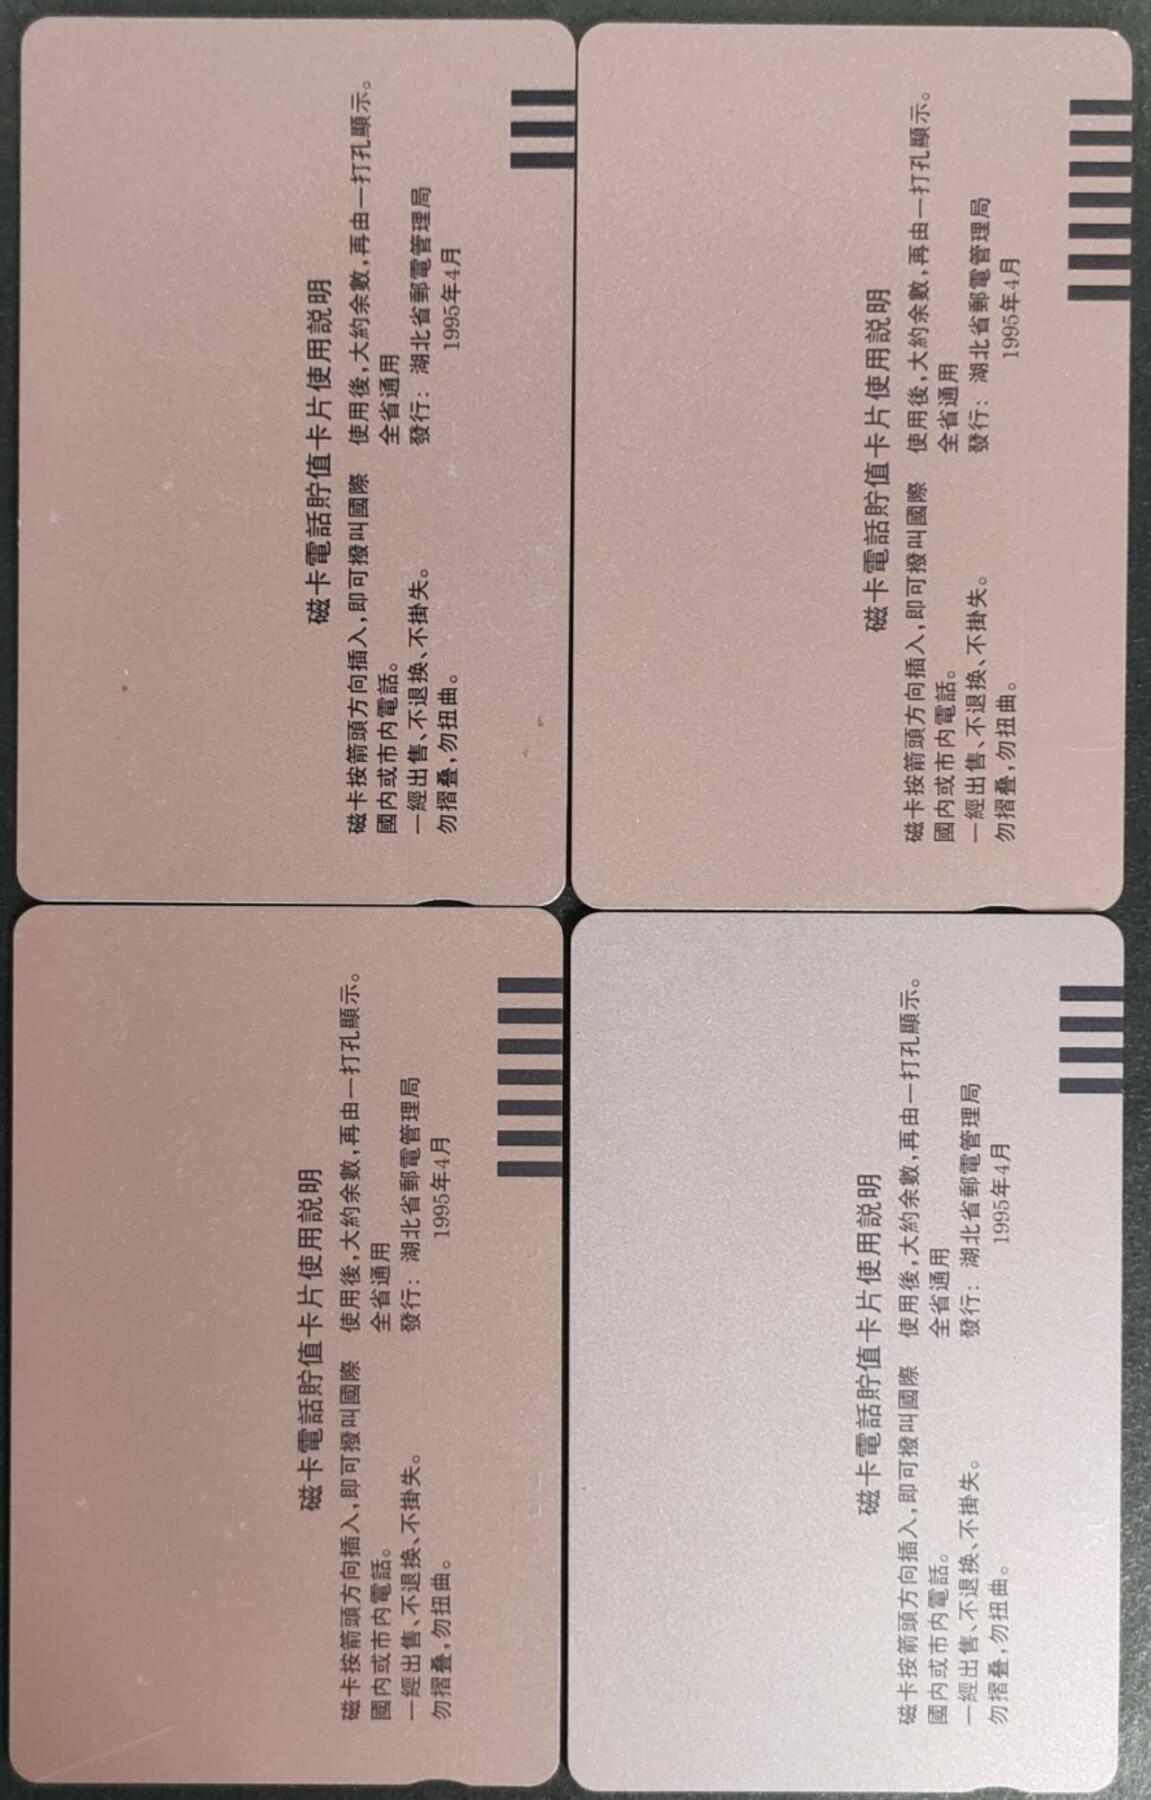 磁卡電話貯值卡片使用説明
磁卡按箭頭方向插入,即可撥叫國際
國内或市内電話。
一經出售、不退换、不掛失。
勿摺叠,勿扭曲。
使用後,大約余數,再由一打孔顯示。
全省通用
發行：湖北省郵電管理局
1995年4月
磁卡電話貯值卡片使用説明
磁卡按箭頭方向插入,即可撥叫國際
國内或市内電話。
一經出售、不退换、不掛失。
勿摺叠,勿扭曲。
使用後,大約余數,再由一打孔顯示。
全省通用
發行：湖北省郵電管理局
1995年4月
磁卡電話貯值卡片使用説明
磁卡按箭頭方向插入,即可撥叫國際
國内或市内電話。
一經出售、不退换、不掛失。
勿摺叠,勿扭曲。
使用後,大約余數,再由一打孔顯示。
全省通用
發行：湖北省郵電管理局
1995年4月
磁卡電話貯值卡片使用説明
磁卡按箭頭方向插入,即可撥叫國際
國内或市内電話。
一經出售、不退换、不掛失。
勿摺叠,勿扭曲。
使用後,大約余數,再由一打孔顯示。
全省通用
發行：湖北省郵電管理局
1995年4月